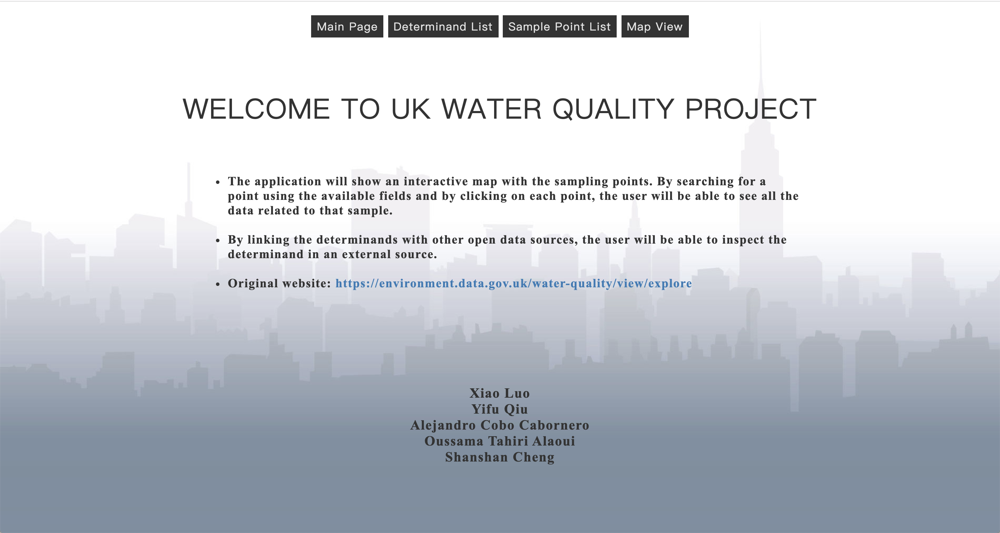 Main Page Determinand List Sample Point List Map View
WELCOME TO UK WATER QUALITY PROJECT
• The application will show an interactive map with the sampling points. By searching for a
point using the available fields and by clicking on each point, the user will be able to see all the
data related to that sample.
• By linking the determinands with other open data sources, the user will be able to inspect the
determinand in an external source.
• Original website: https://environment.data.gov.uk/water-quality/view/explore
Xiao Luo
Yifu Qiu
Alejandro Cobo Cabornero
Oussama Tahiri Alaoui
Shanshan Cheng